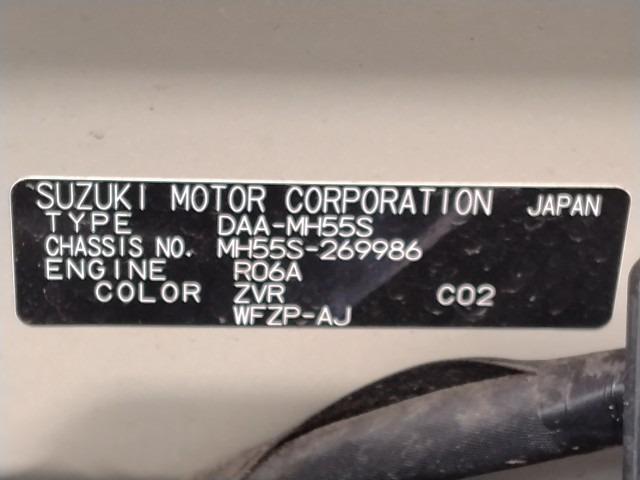 SUZUKI MOTOR CORPORATION JAPAN
TYPE DAA-MH55S
CHASSIS NO. MH55S-269986
ENGINE R06A
COLOR ZVR C02
WFZP-AJ